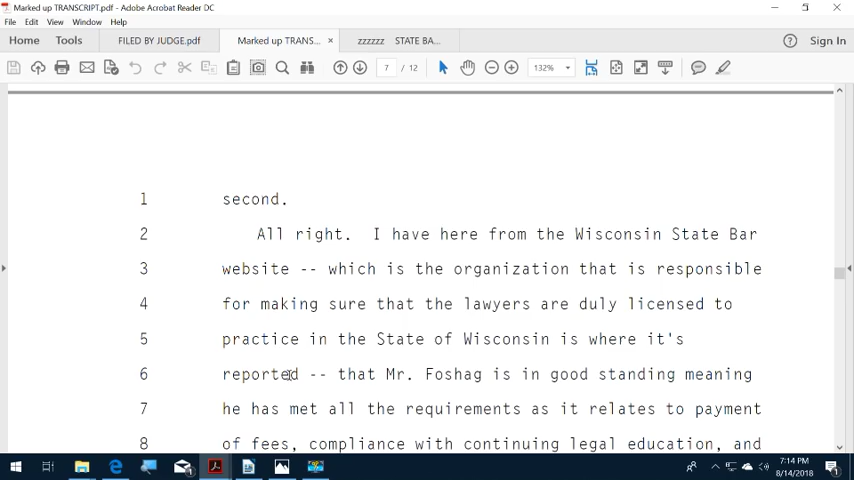 Marked up TRANSCRIPT.pdf - Adobe Acrobat Reader DC
File Edit View Window Help
Home Tools FILED BY JUDGE.pdf Marked up TRANS... × zzzzzz STATE BA... ? Sign In
7 / 12 132%
1 second.
2 All right. I have here from the Wisconsin State Bar
3 website -- which is the organization that is responsible
4 for making sure that the lawyers are duly licensed to
5 practice in the State of Wisconsin is where it's
6 reported -- that Mr. Foshag is in good standing meaning
7 he has met all the requirements as it relates to payment
8 of fees, compliance with continuing legal education, and
7:14 PM
8/14/2018